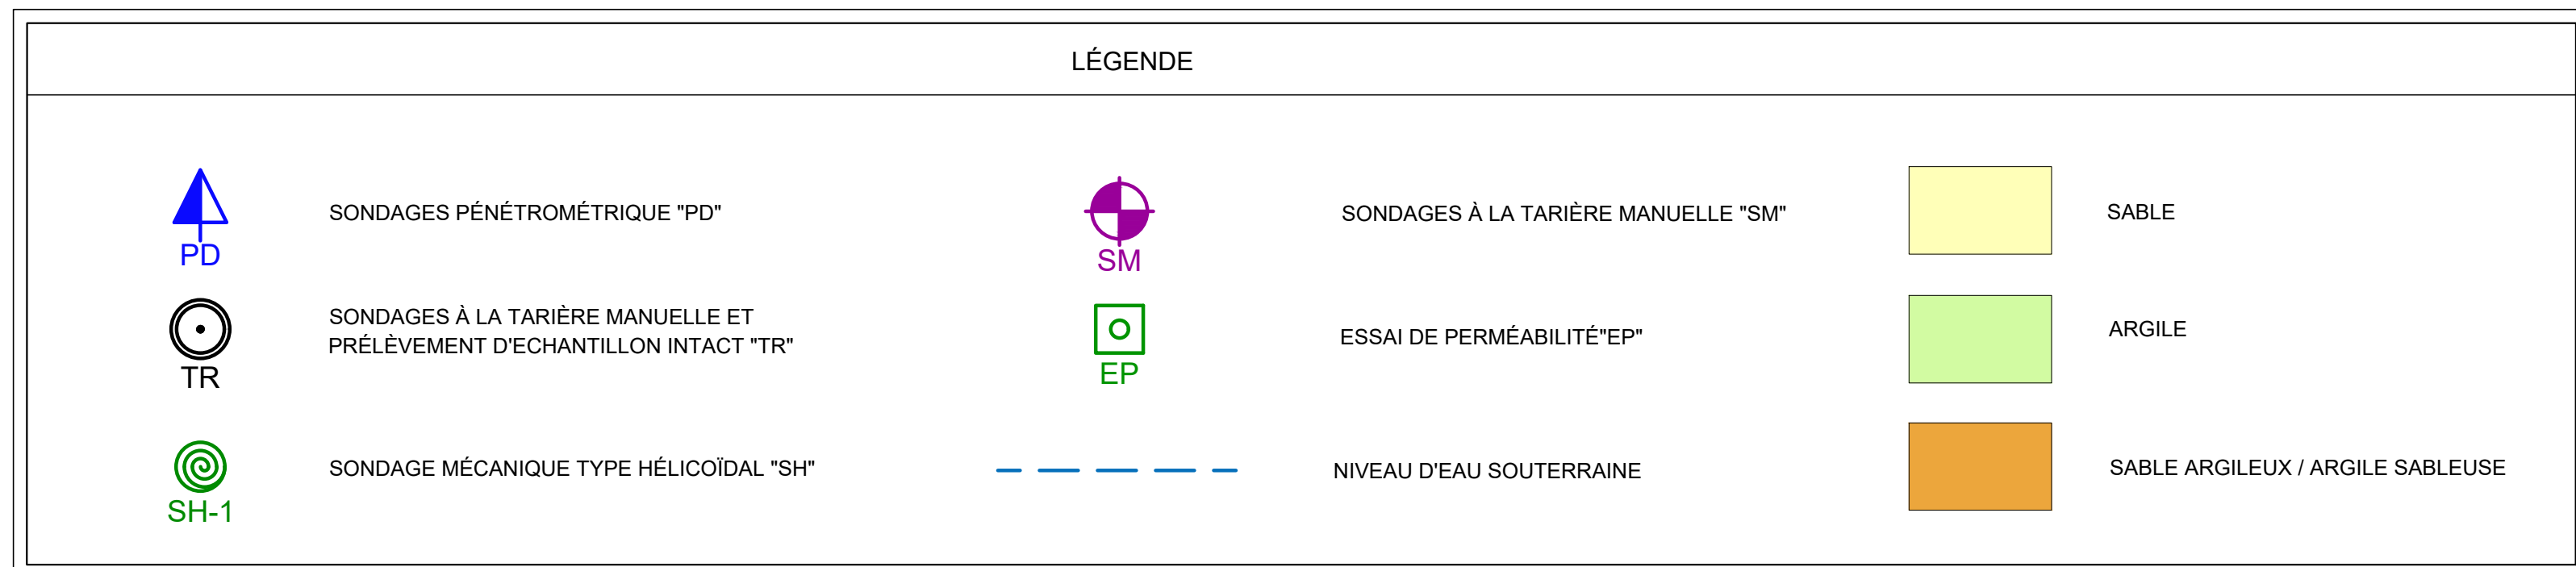 LÉGENDE
PD
SONDAGES PÉNÉTROMÉTRIQUE "PD"
SM
SONDAGES À LA TARIÈRE MANUELLE "SM"
SABLE
TR
SONDAGES À LA TARIÈRE MANUELLE ET
PRÉLÈVEMENT D'ECHANTILLON INTACT "TR"
EP
ESSAI DE PERMÉABILITÉ"EP"
ARGILE
SH-1
SONDAGE MÉCANIQUE TYPE HÉLICOÏDAL "SH"
NIVEAU D'EAU SOUTERRAINE
SABLE ARGILEUX / ARGILE SABLEUSE